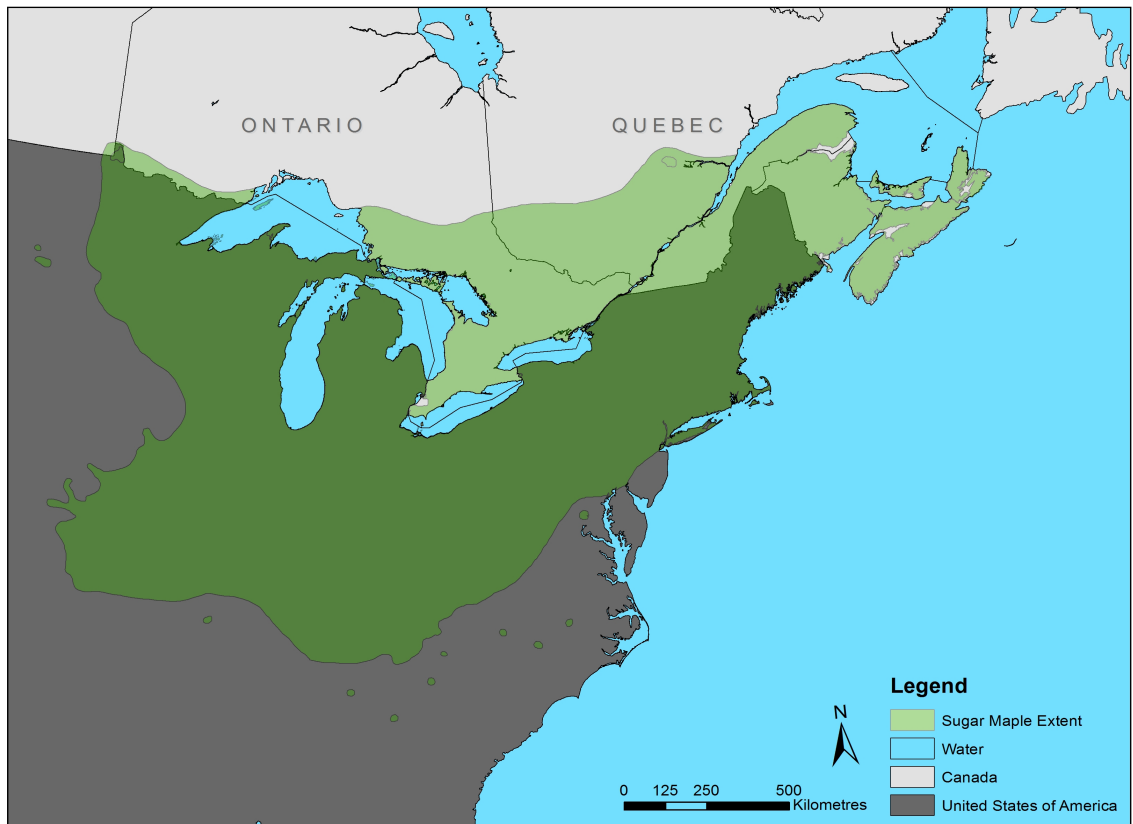 ONTARIO
QUEBEC
Legend
Sugar Maple Extent
Water
Canada
United States of America
N
0 125 250 500
Kilometres